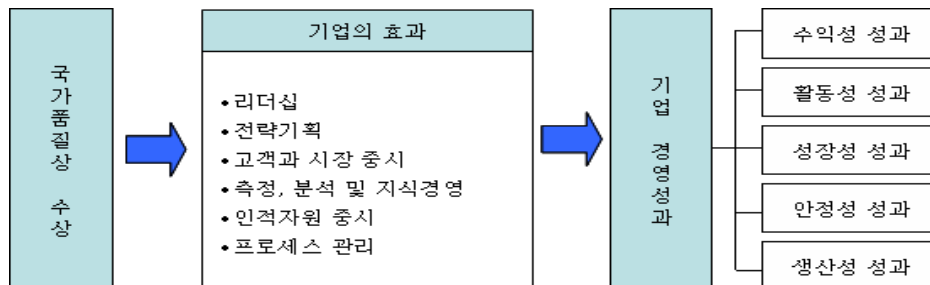 국가품질상 수상
기업의 효과
•리더십
•전략기획
•고객과 시장 중시
•측정, 분석 및 지식경영
•인적자원 중시
•프로세스 관리
기업 경영성과
수익성 성과
활동성 성과
성장성 성과
안정성 성과
생산성 성과